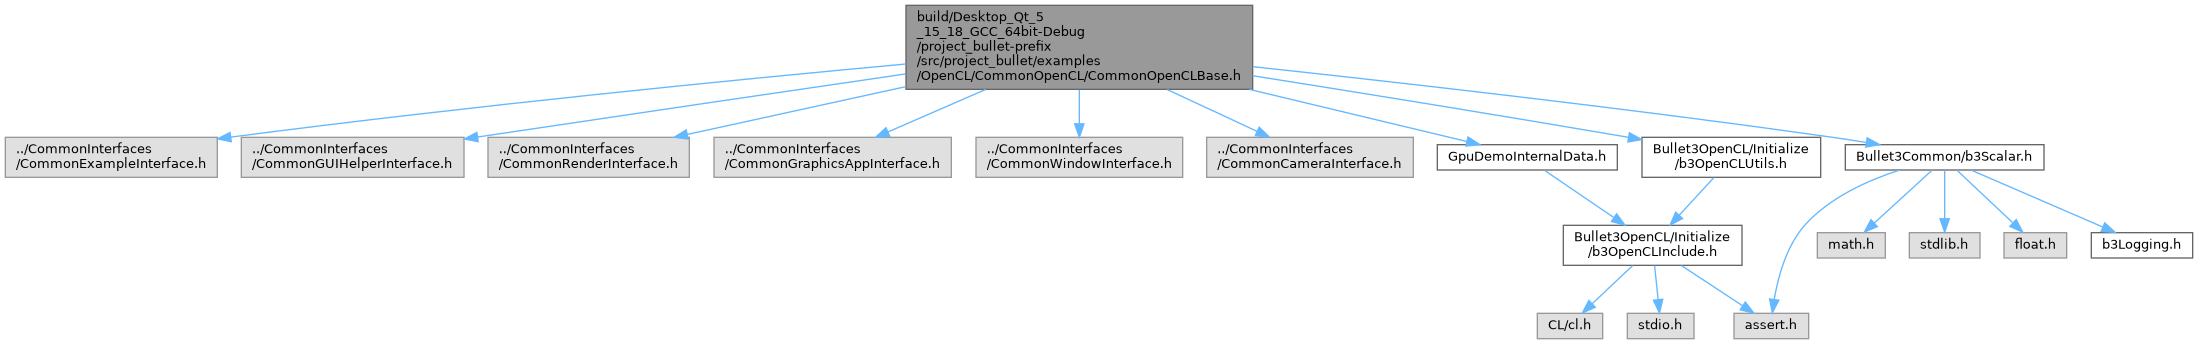 build/Desktop_Qt_5
_15_18_GCC_64bit-Debug
/project_bullet-prefix
/src/project_bullet/examples
/OpenCL/CommonOpenCL/CommonOpenCLBase.h
../CommonInterfaces
/CommonExampleInterface.h
../CommonInterfaces
/CommonGUIHelperInterface.h
../CommonInterfaces
/CommonRenderInterface.h
../CommonInterfaces
/CommonGraphicsAppInterface.h
../CommonInterfaces
/CommonWindowInterface.h
../CommonInterfaces
/CommonCameraInterface.h
GpuDemoInternalData.h
Bullet3OpenCL/Initialize
/b3OpenCLUtils.h
Bullet3Common/b3Scalar.h
Bullet3OpenCL/Initialize
/b3OpenCLInclude.h
math.h
stdlib.h
float.h
b3Logging.h
CL/cl.h
stdio.h
assert.h